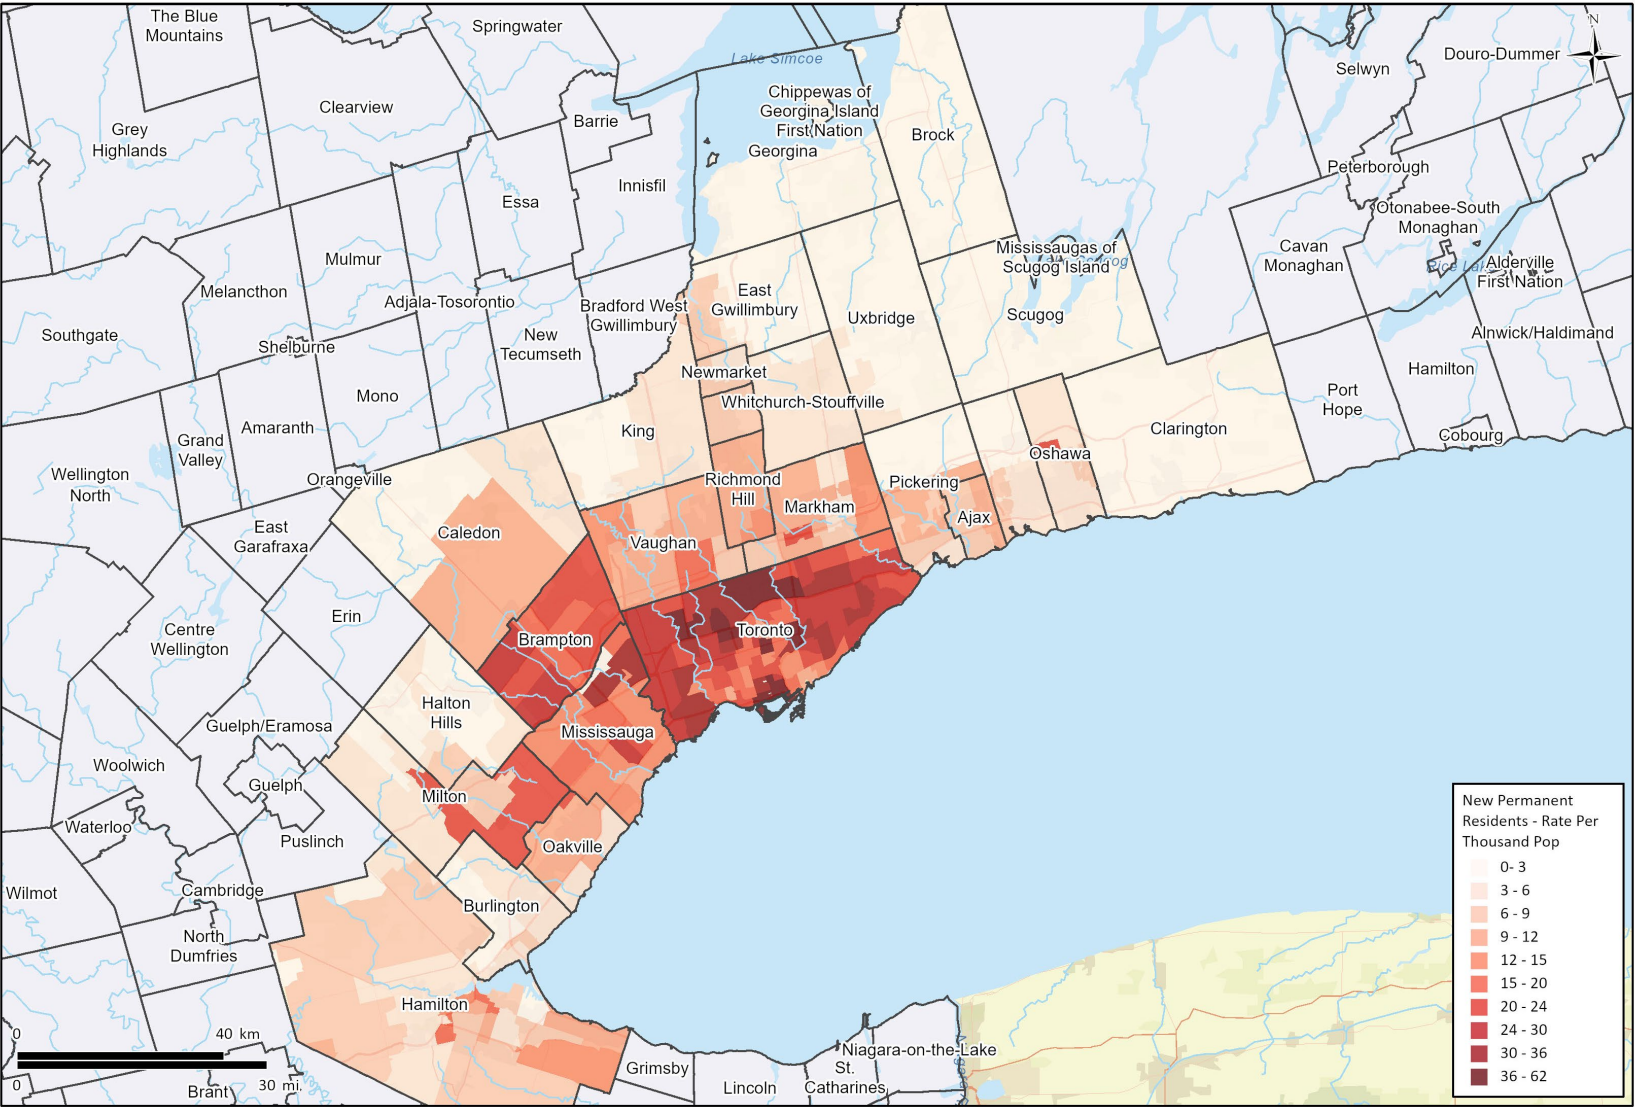 The Blue
Mountains
Springwater
N
Douro-Dummer
Lake Simcoe
Selwyn
Clearview
Chippewas of
Georgina Island
First Nation
Barrie
Grey
Highlands
Brock
Georgina
Peterborough
Innisfil
Essa
Otonabee-South
Monaghan
Mississaugas of
Scugog Island
Cavan
Monaghan
Mulmur
Rice Lake
Alderville
First Nation
Melancthon
Adjala-Tosorontio
East
Gwillimbury
Bradford West
Gwillimbury
Uxbridge
Scugog
Southgate
Shelburne
New
Tecumseth
Alnwick/Haldimand
Newmarket
Hamilton
Mono
Whitchurch-Stouffville
Port
Hope
Amaranth
King
Clarington
Cobourg
Grand
Valley
Oshawa
Wellington
North
Orangeville
Richmond
Hill
Pickering
Markham
Ajax
East
Garafraxa
Caledon
Vaughan
Erin
Centre
Wellington
Brampton
Toronto
Halton
Hills
Guelph/Eramosa
Mississauga
Woolwich
Guelph
Milton
Waterloo
Puslinch
Oakville
Wilmot
Cambridge
Burlington
North
Dumfries
Hamilton
0 40 km
0 30 mi.
Brant
Grimsby
Lincoln
Niagara-on-the-Lake
St.
Catharines
New Permanent
Residents - Rate Per
Thousand Pop
0- 3
3 - 6
6 - 9
9 - 12
12 - 15
15 - 20
20 - 24
24 - 30
30 - 36
36 - 62